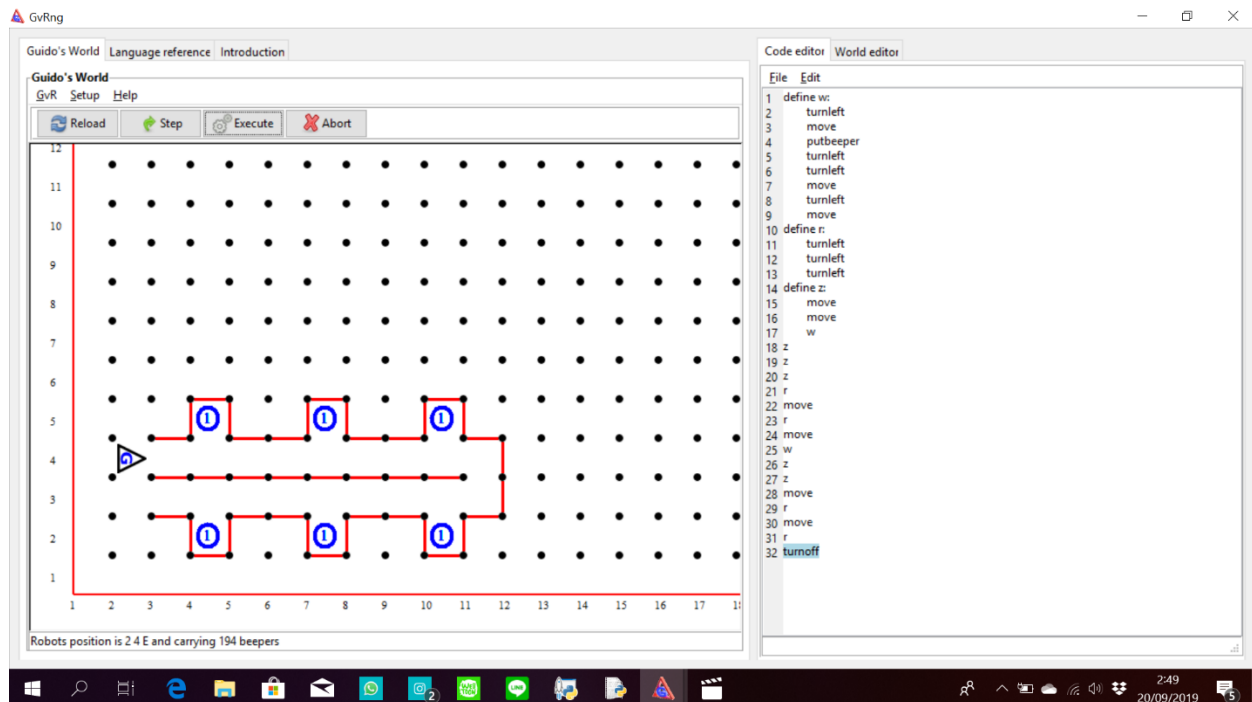 GvRng
Guido's World Language reference Introduction
Guido's World
GvR Setup Help
Reload Step Execute Abort
12
11
10
9
8
7
6
5
4
3
2
1
1 1 1
G
1 1 1
1 2 3 4 5 6 7 8 9 10 11 12 13 14 15 16 17
Robots position is 2 4 E and carrying 194 beepers
Code editor World editor
File Edit
1 define w:
2 turnleft
3 move
4 putbeeper
5 turnleft
6 turnleft
7 move
8 turnleft
9 move
10 define r:
11 turnleft
12 turnleft
13 turnleft
14 define z:
15 move
16 move
17 w
18 z
19 z
20 z
21 r
22 move
23 r
24 move
25 w
26 z
27 z
28 move
29 r
30 move
31 r
32 turnoff
2
LINE
2:49
20/09/2019
5